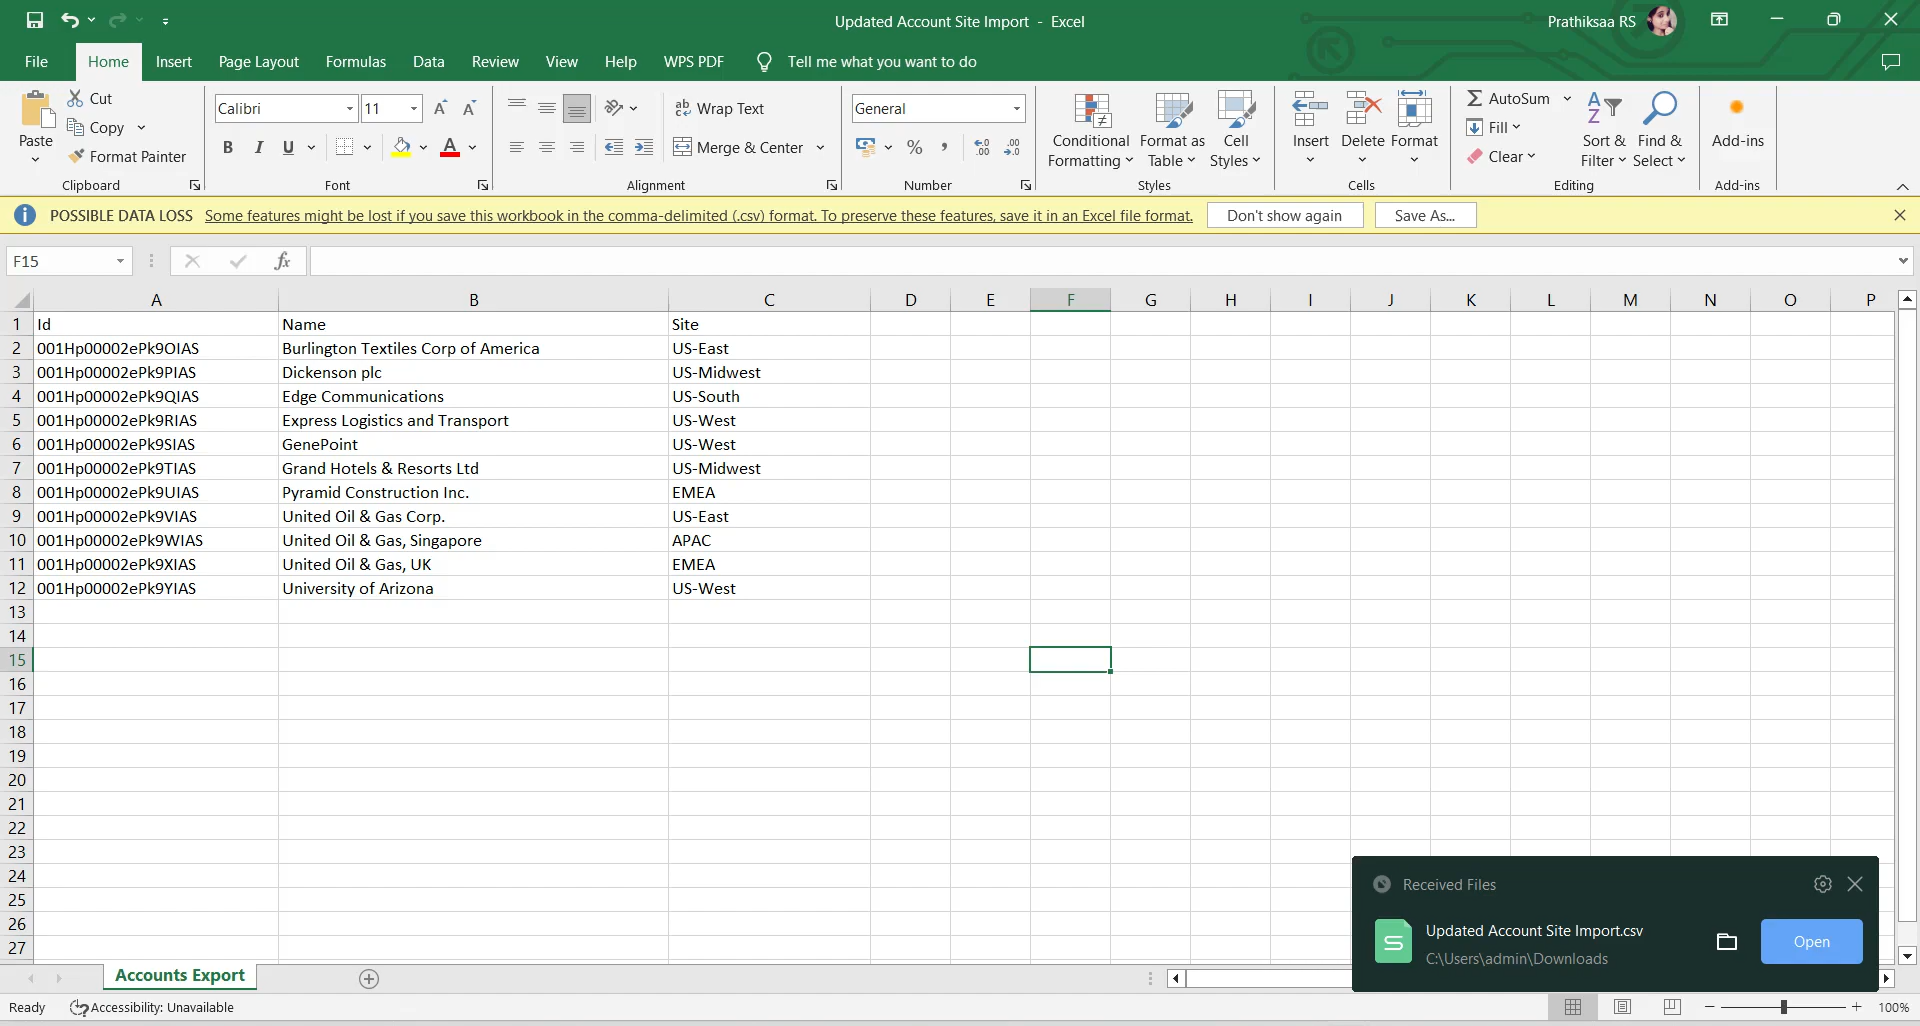 Updated Account Site Import - Excel
Prathiksaa RS
File Home Insert Page Layout Formulas Data Review View Help WPS PDF Tell me what you want to do
Paste
Cut
Copy
Format Painter
Clipboard
Calibri 11
B I U A
Font
ab Wrap Text
Merge & Center
Alignment
General
% ,
Number
Conditional Formatting
Format as Table
Cell Styles
Styles
Insert
Delete
Format
Cells
AutoSum
Fill
Clear
Sort & Filter
Find & Select
Editing
Add-ins
Add-ins
POSSIBLE DATA LOSS Some features might be lost if you save this workbook in the comma-delimited (.csv) format. To preserve these features, save it in an Excel file format. Don't show again Save As...
F15 fx
A B C D E F G H I J K L M N O P
1 Id Name Site
2 001Hp00002ePk9OIAS Burlington Textiles Corp of America US-East
3 001Hp00002ePk9PIAS Dickenson plc US-Midwest
4 001Hp00002ePk9QIAS Edge Communications US-South
5 001Hp00002ePk9RIAS Express Logistics and Transport US-West
6 001Hp00002ePk9SIAS GenePoint US-West
7 001Hp00002ePk9TIAS Grand Hotels & Resorts Ltd US-Midwest
8 001Hp00002ePk9UIAS Pyramid Construction Inc. EMEA
9 001Hp00002ePk9VIAS United Oil & Gas Corp. US-East
10 001Hp00002ePk9WIAS United Oil & Gas, Singapore APAC
11 001Hp00002ePk9XIAS United Oil & Gas, UK EMEA
12 001Hp00002ePk9YIAS University of Arizona US-West
13
14
15
16
17
18
19
20
21
22
23
24
25
26
27
Received Files
Updated Account Site Import.csv
C:\Users\admin\Downloads
Open
Accounts Export
Ready Accessibility: Unavailable 100%